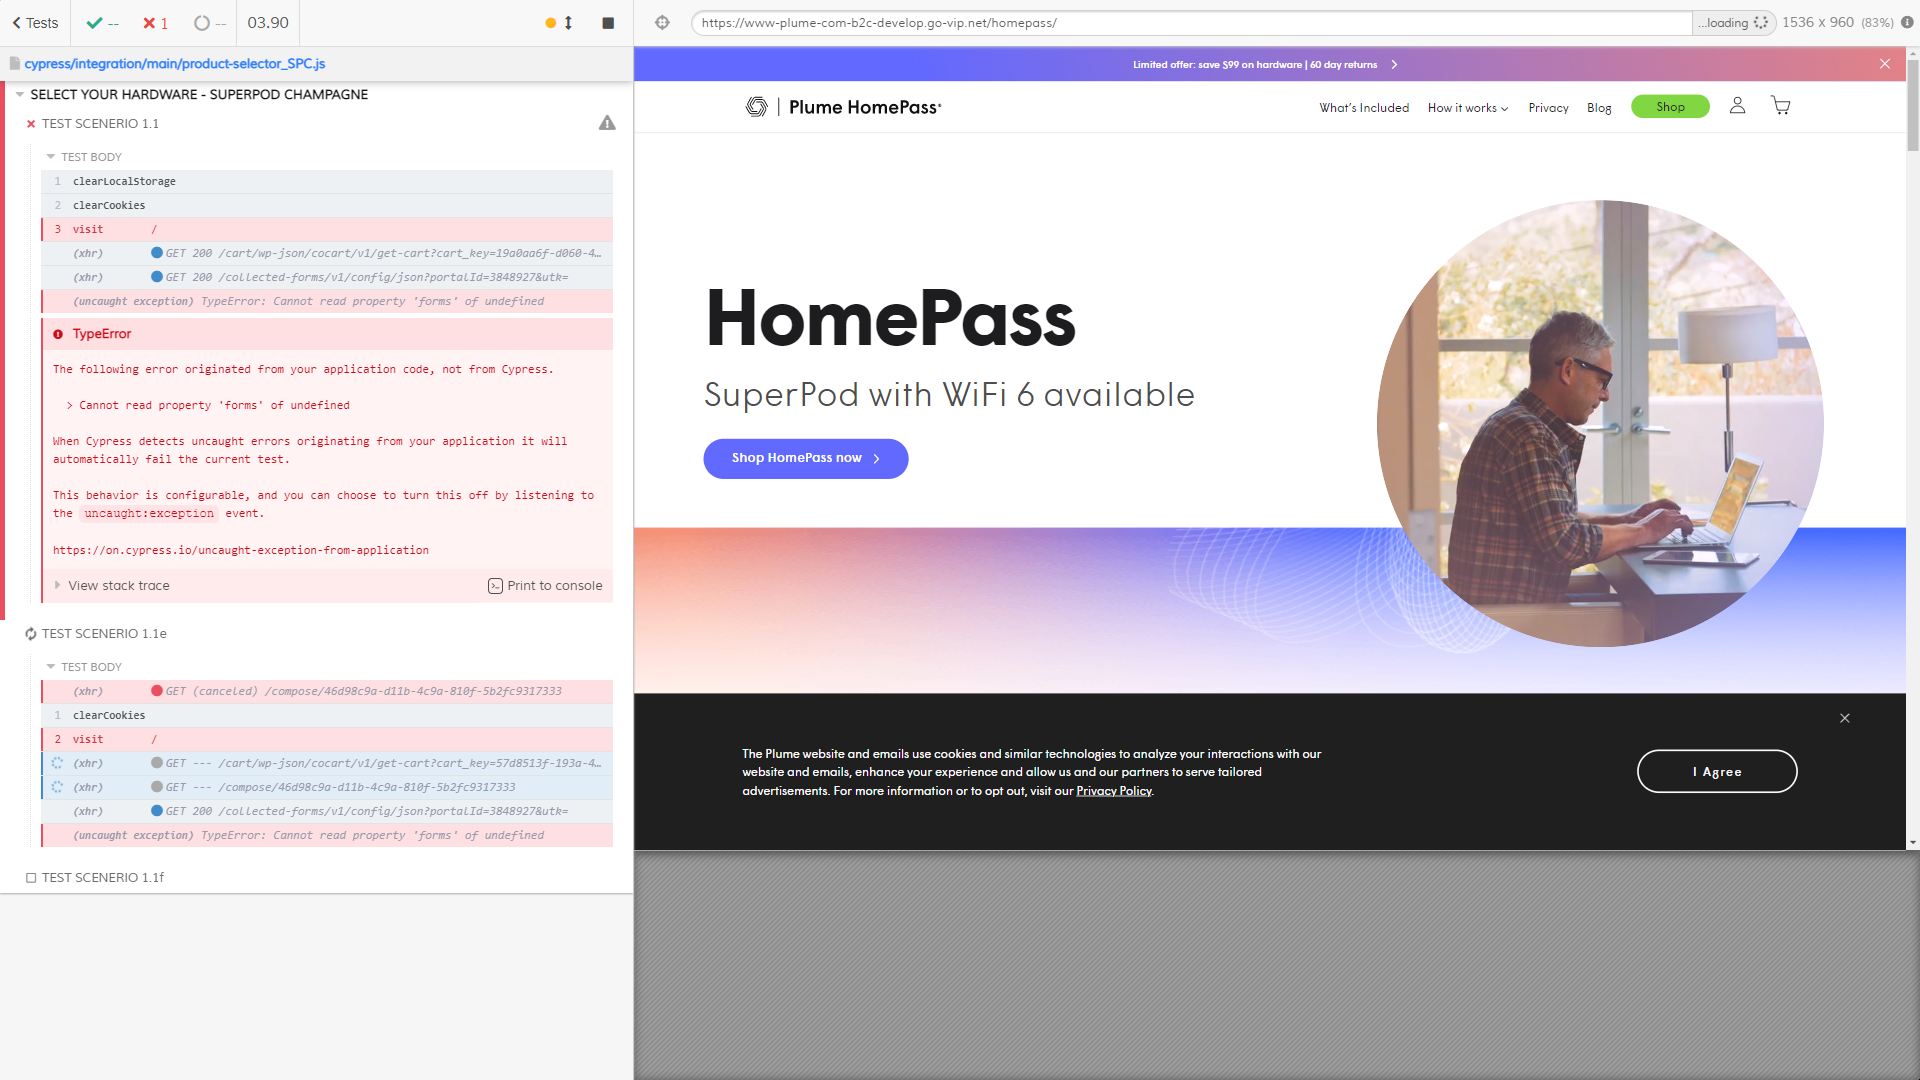 Tests
--
1
--
03.90
cypress/integration/main/product-selector_SPC.js
SELECT YOUR HARDWARE - SUPERPOD CHAMPAGNE
TEST SCENERIO 1.1
TEST BODY
1 clearLocalStorage
2 clearCookies
3 visit /
(xhr) GET 200 /cart/wp-json/cocart/v1/get-cart?cart_key=19a0aa6f-d060-4...
(xhr) GET 200 /collected-forms/v1/config/json?portalId=3848927&utk=
(uncaught exception) TypeError: Cannot read property 'forms' of undefined
TypeError
The following error originated from your application code, not from Cypress.
> Cannot read property 'forms' of undefined
When Cypress detects uncaught errors originating from your application it will
automatically fail the current test.
This behavior is configurable, and you can choose to turn this off by listening to
the uncaught:exception event.
https://on.cypress.io/uncaught-exception-from-application
View stack trace
Print to console
TEST SCENERIO 1.1e
TEST BODY
(xhr) GET (canceled) /compose/46d98c9a-d11b-4c9a-810f-5b2fc9317333
1 clearCookies
2 visit /
(xhr) GET --- /cart/wp-json/cocart/v1/get-cart?cart_key=57d8513f-193a-4...
(xhr) GET --- /compose/46d98c9a-d11b-4c9a-810f-5b2fc9317333
(xhr) GET 200 /collected-forms/v1/config/json?portalId=3848927&utk=
(uncaught exception) TypeError: Cannot read property 'forms' of undefined
TEST SCENERIO 1.1f
https://www-plume-com-b2c-develop.go-vip.net/homepass/
...loading
1536 x 960 (83%)
Limited offer: save $99 on hardware | 60 day returns
Plume HomePass
What's Included
How it works
Privacy
Blog
Shop
HomePass
SuperPod with WiFi 6 available
Shop HomePass now
The Plume website and emails use cookies and similar technologies to analyze your interactions with our
website and emails, enhance your experience and allow us and our partners to serve tailored
advertisements. For more information or to opt out, visit our Privacy Policy.
I Agree